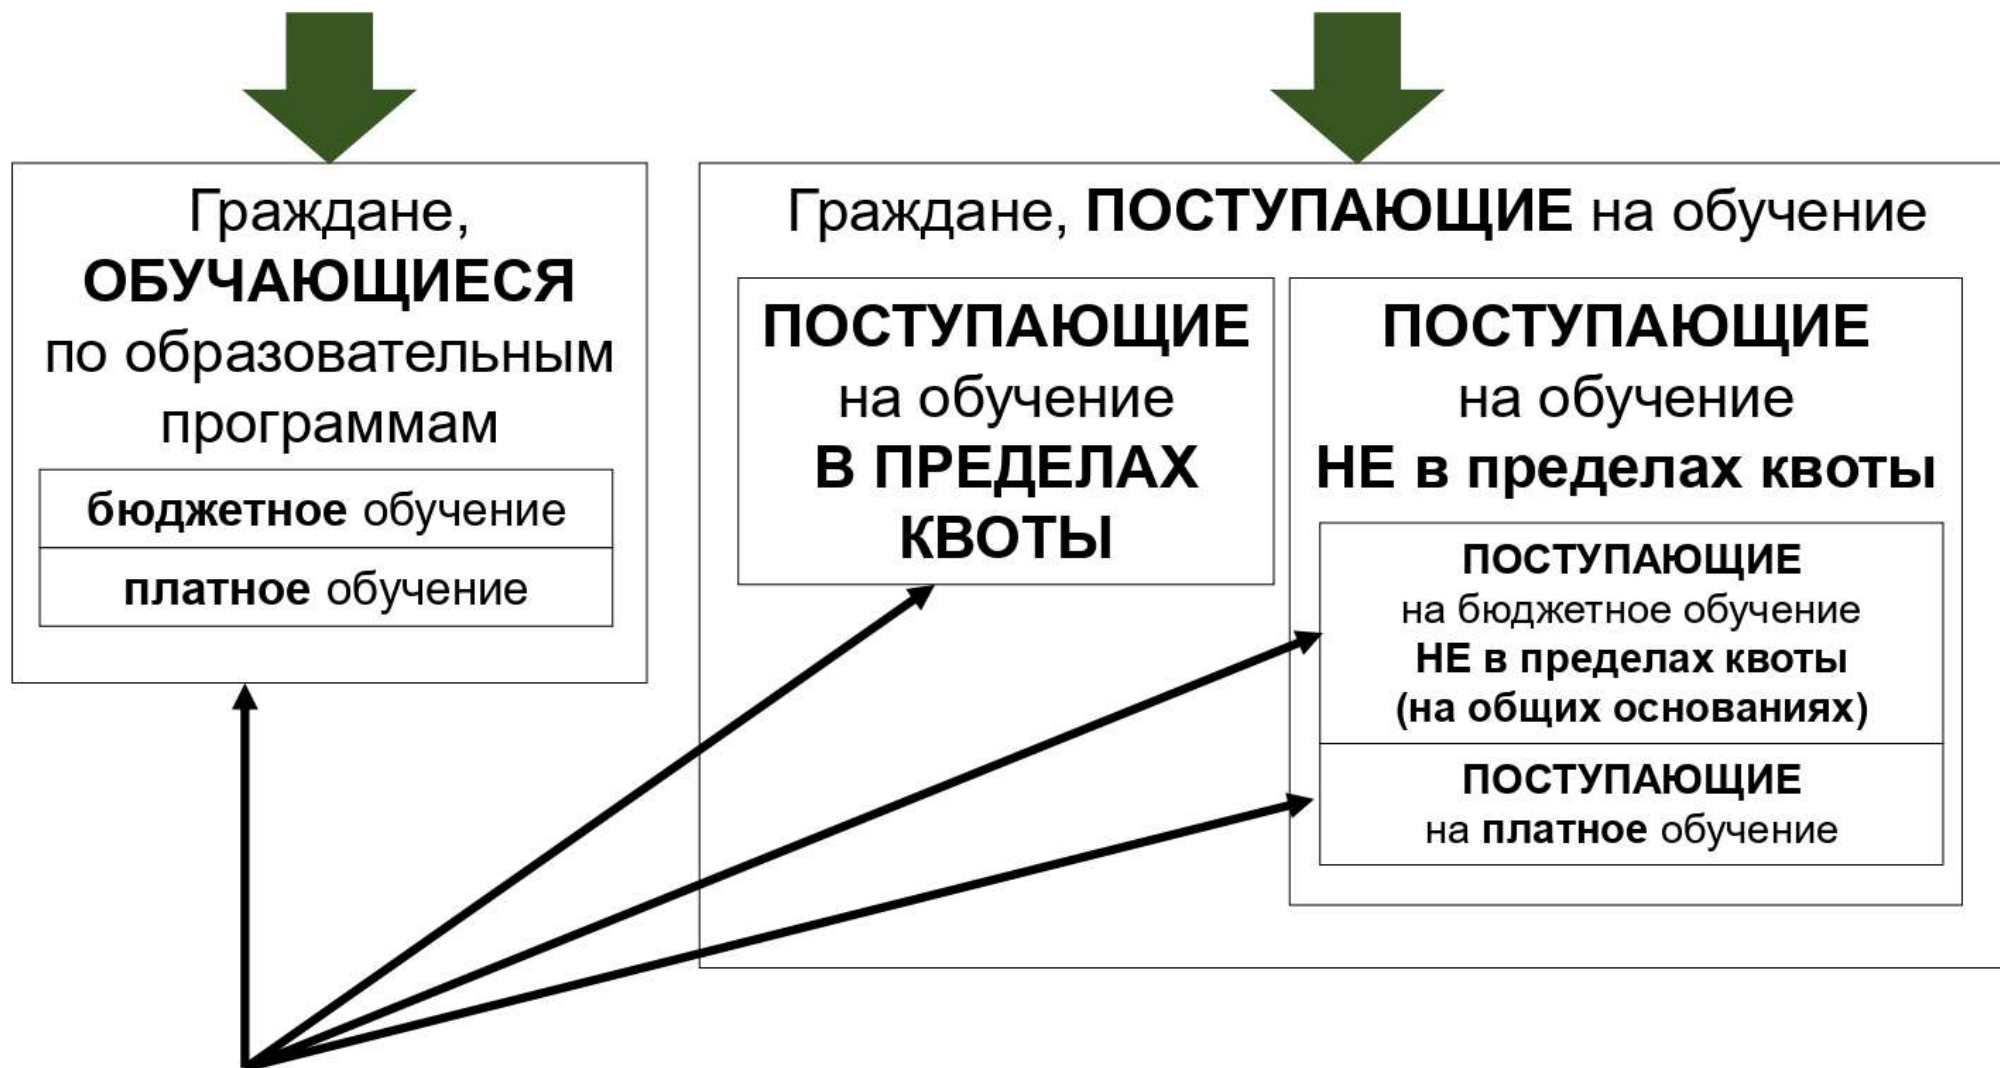 Граждане,
ОБУЧАЮЩИЕСЯ
по образовательным
программам
бюджетное обучение
платное обучение
Граждане, ПОСТУПАЮЩИЕ на обучение
ПОСТУПАЮЩИЕ
на обучение
В ПРЕДЕЛАХ
КВОТЫ
ПОСТУПАЮЩИЕ
на обучение
НЕ в пределах квоты
ПОСТУПАЮЩИЕ
на бюджетное обучение
НЕ в пределах квоты
(на общих основаниях)
ПОСТУПАЮЩИЕ
на платное обучение